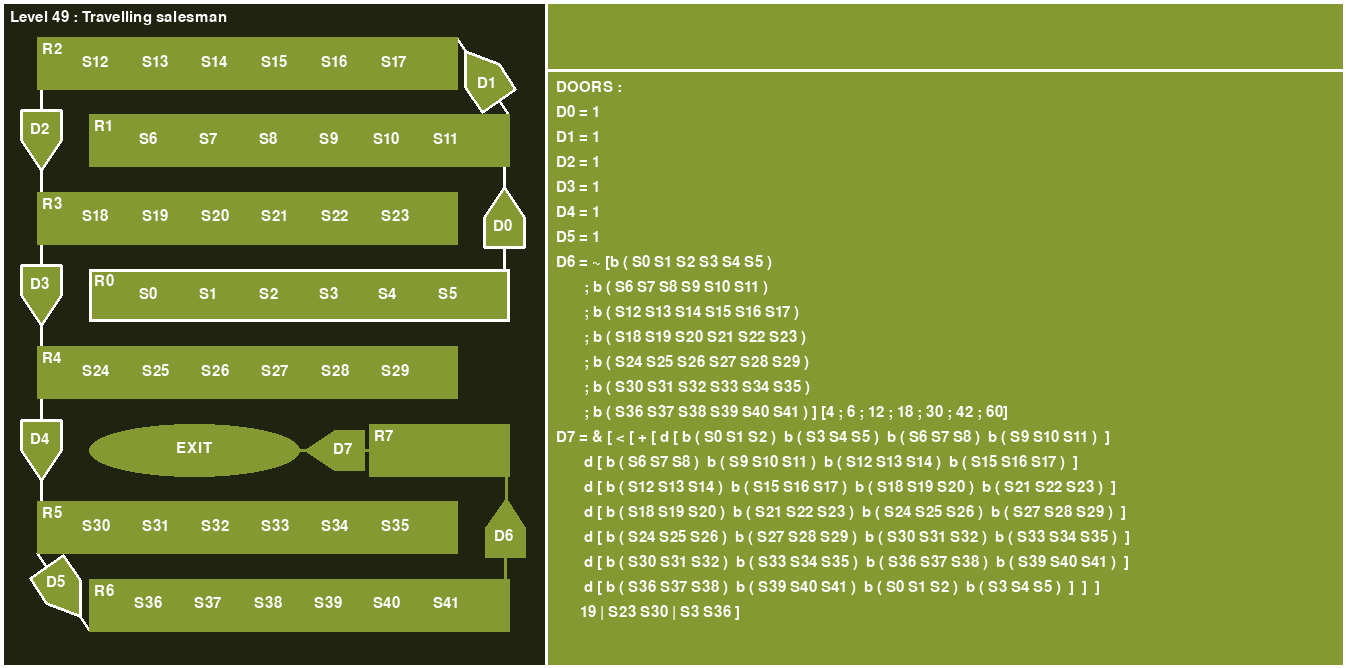 Level 49 : Travelling salesman
R2 S12 S13 S14 S15 S16 S17
D1
D2
R1 S6 S7 S8 S9 S10 S11
R3 S18 S19 S20 S21 S22 S23
D0
D3
R0 S0 S1 S2 S3 S4 S5
R4 S24 S25 S26 S27 S28 S29
D4
EXIT D7 R7
R5 S30 S31 S32 S33 S34 S35
D6
D5
R6 S36 S37 S38 S39 S40 S41
DOORS :
D0 = 1
D1 = 1
D2 = 1
D3 = 1
D4 = 1
D5 = 1
D6 = ~ [b ( S0 S1 S2 S3 S4 S5 )
; b ( S6 S7 S8 S9 S10 S11 )
; b ( S12 S13 S14 S15 S16 S17 )
; b ( S18 S19 S20 S21 S22 S23 )
; b ( S24 S25 S26 S27 S28 S29 )
; b ( S30 S31 S32 S33 S34 S35 )
; b ( S36 S37 S38 S39 S40 S41 ) ] [4 ; 6 ; 12 ; 18 ; 30 ; 42 ; 60]
D7 = & [ < [ + [ d [ b ( S0 S1 S2 ) b ( S3 S4 S5 ) b ( S6 S7 S8 ) b ( S9 S10 S11 ) ]
d [ b ( S6 S7 S8 ) b ( S9 S10 S11 ) b ( S12 S13 S14 ) b ( S15 S16 S17 ) ]
d [ b ( S12 S13 S14 ) b ( S15 S16 S17 ) b ( S18 S19 S20 ) b ( S21 S22 S23 ) ]
d [ b ( S18 S19 S20 ) b ( S21 S22 S23 ) b ( S24 S25 S26 ) b ( S27 S28 S29 ) ]
d [ b ( S24 S25 S26 ) b ( S27 S28 S29 ) b ( S30 S31 S32 ) b ( S33 S34 S35 ) ]
d [ b ( S30 S31 S32 ) b ( S33 S34 S35 ) b ( S36 S37 S38 ) b ( S39 S40 S41 ) ]
d [ b ( S36 S37 S38 ) b ( S39 S40 S41 ) b ( S0 S1 S2 ) b ( S3 S4 S5 ) ] ] ]
19 | S23 S30 | S3 S36 ]